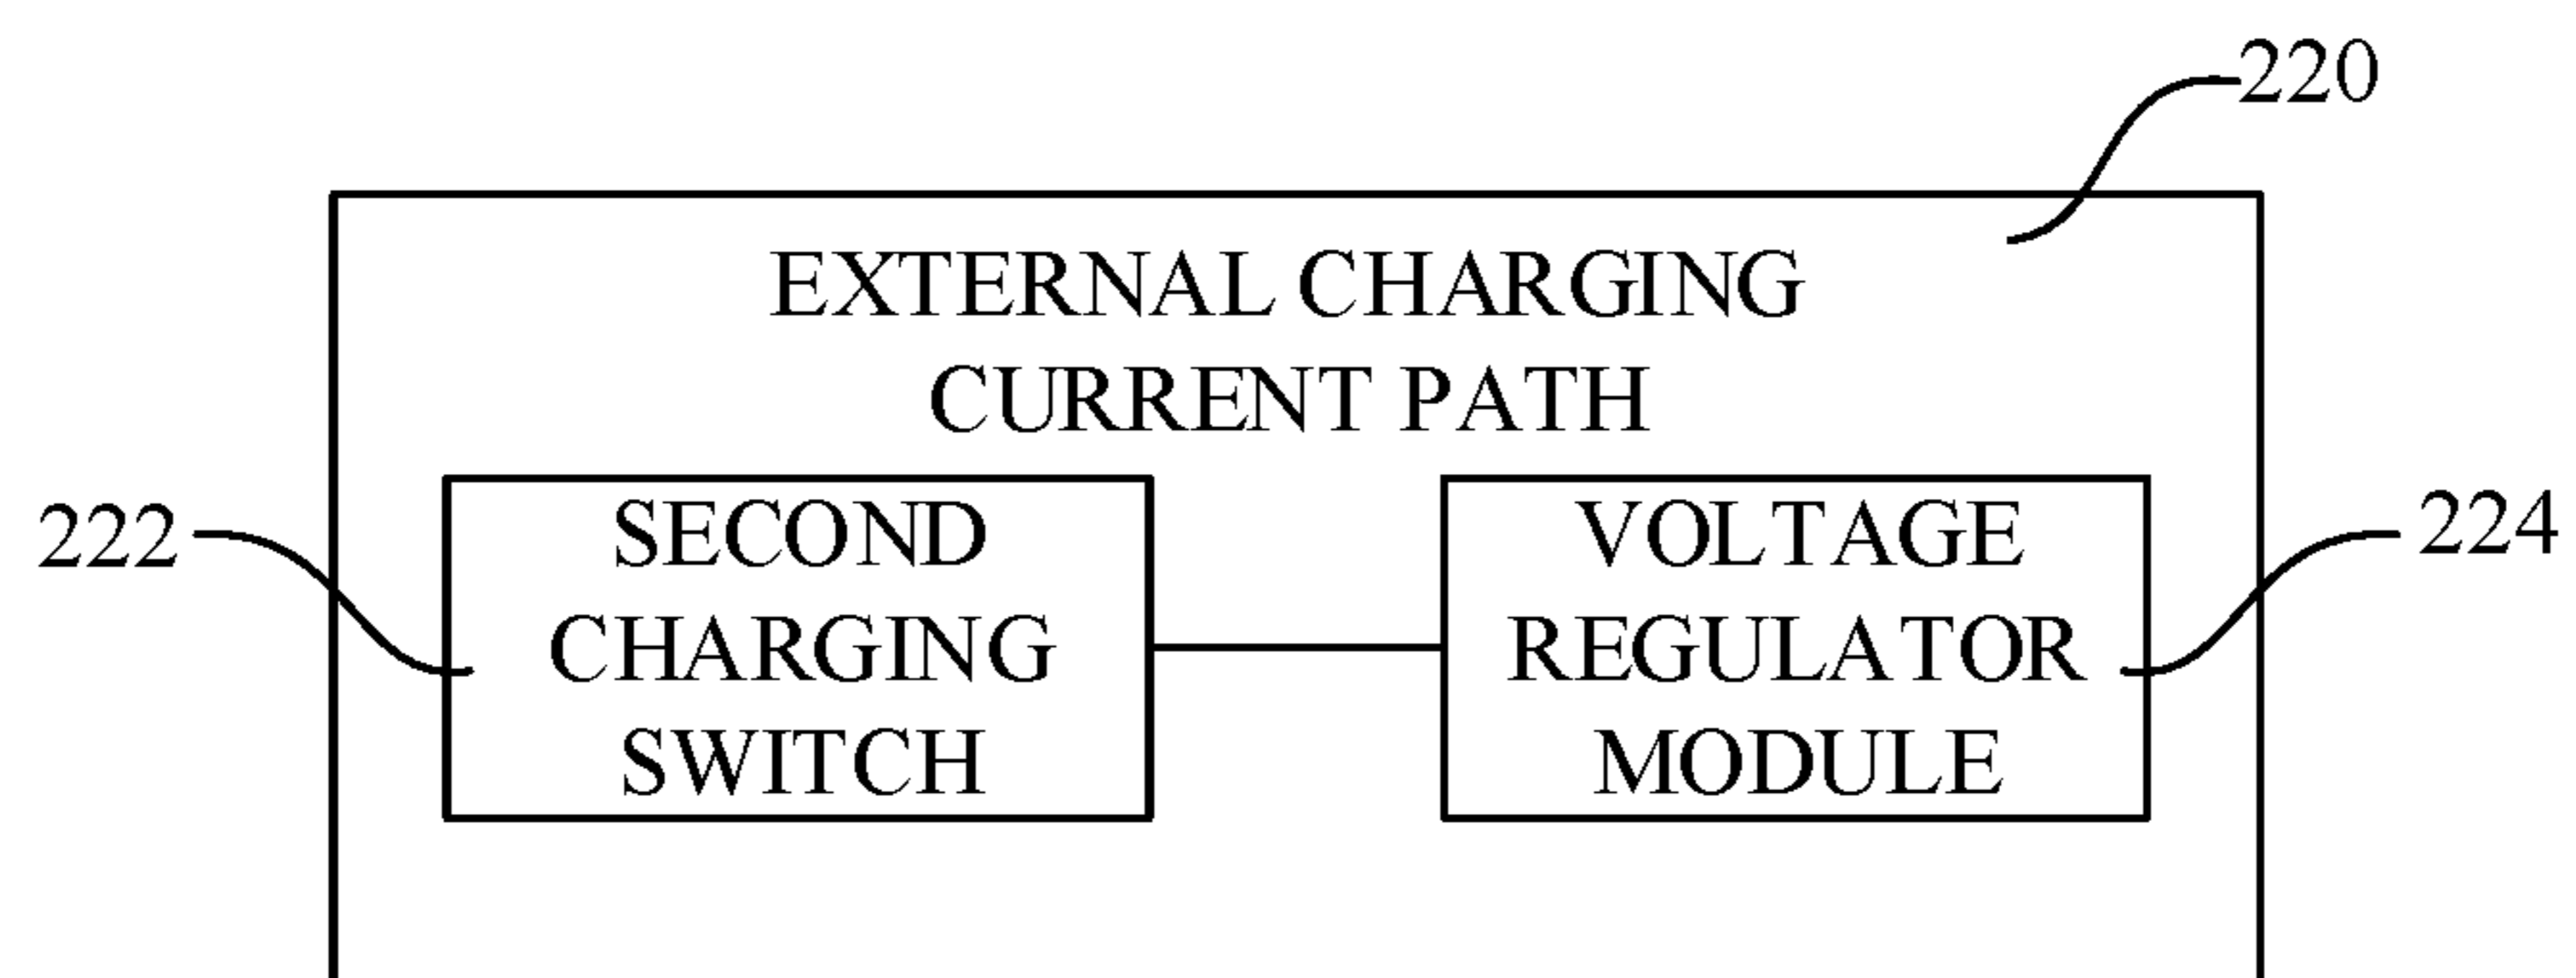 220
EXTERNAL CHARGING
CURRENT PATH
222
SECOND
CHARGING
SWITCH
VOLTAGE
REGULATOR
MODULE
224